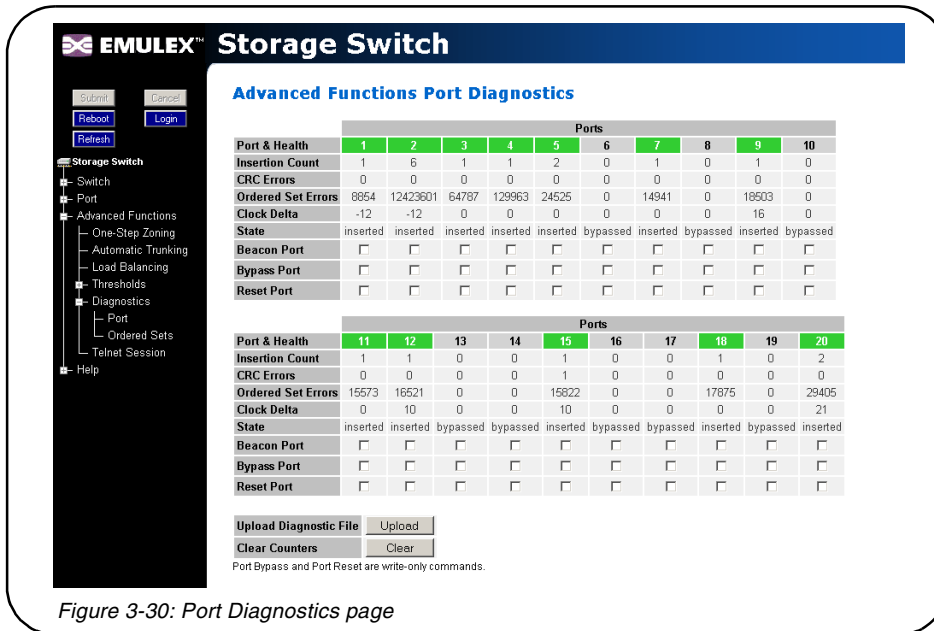 EMULEX™ Storage Switch
Submit Cancel
Reboot Login
Refresh
Storage Switch
Switch
Port
Advanced Functions
One-Step Zoning
Automatic Trunking
Load Balancing
Thresholds
Diagnostics
Port
Ordered Sets
Telnet Session
Help
Advanced Functions Port Diagnostics
Ports
Port & Health 1 2 3 4 5 6 7 8 9 10
Insertion Count 1 6 1 1 2 0 1 0 1 0
CRC Errors 0 0 0 0 0 0 0 0 0 0
Ordered Set Errors 8854 12423601 64787 129963 24525 0 14941 0 18503 0
Clock Delta -12 -12 0 0 0 0 0 0 16 0
State inserted inserted inserted inserted inserted bypassed inserted bypassed inserted bypassed
Beacon Port
Bypass Port
Reset Port
Ports
Port & Health 11 12 13 14 15 16 17 18 19 20
Insertion Count 1 1 0 0 1 0 0 1 0 2
CRC Errors 0 0 0 0 1 0 0 0 0 0
Ordered Set Errors 15573 16521 0 0 15822 0 0 17875 0 29405
Clock Delta 0 10 0 0 10 0 0 0 0 21
State inserted inserted bypassed bypassed inserted bypassed bypassed inserted bypassed inserted
Beacon Port
Bypass Port
Reset Port
Upload Diagnostic File Upload
Clear Counters Clear
Port Bypass and Port Reset are write-only commands.
Figure 3-30: Port Diagnostics page